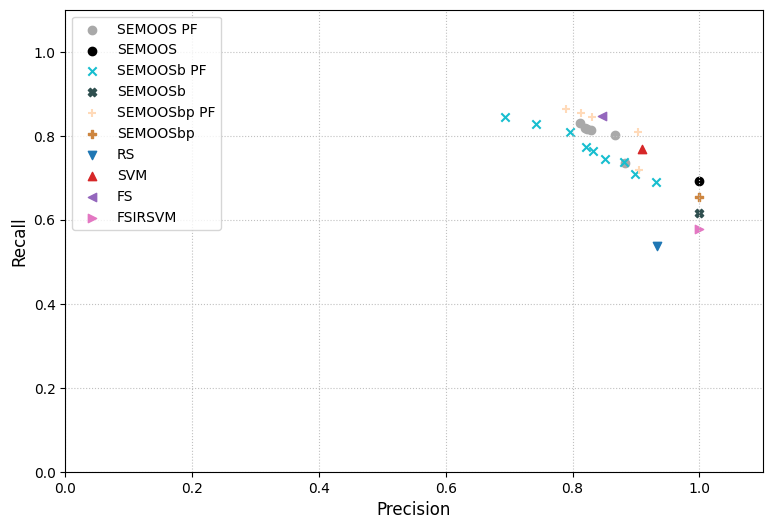 SEMOOS PF
SEMOOS
SEMOOSb PF
SEMOOSb
SEMOOSbp PF
SEMOOSbp
RS
SVM
FS
FSIRSVM
1.0
0.8
0.6
0.4
0.2
0.0
Recall
0.0 0.2 0.4 0.6 0.8 1.0
Precision